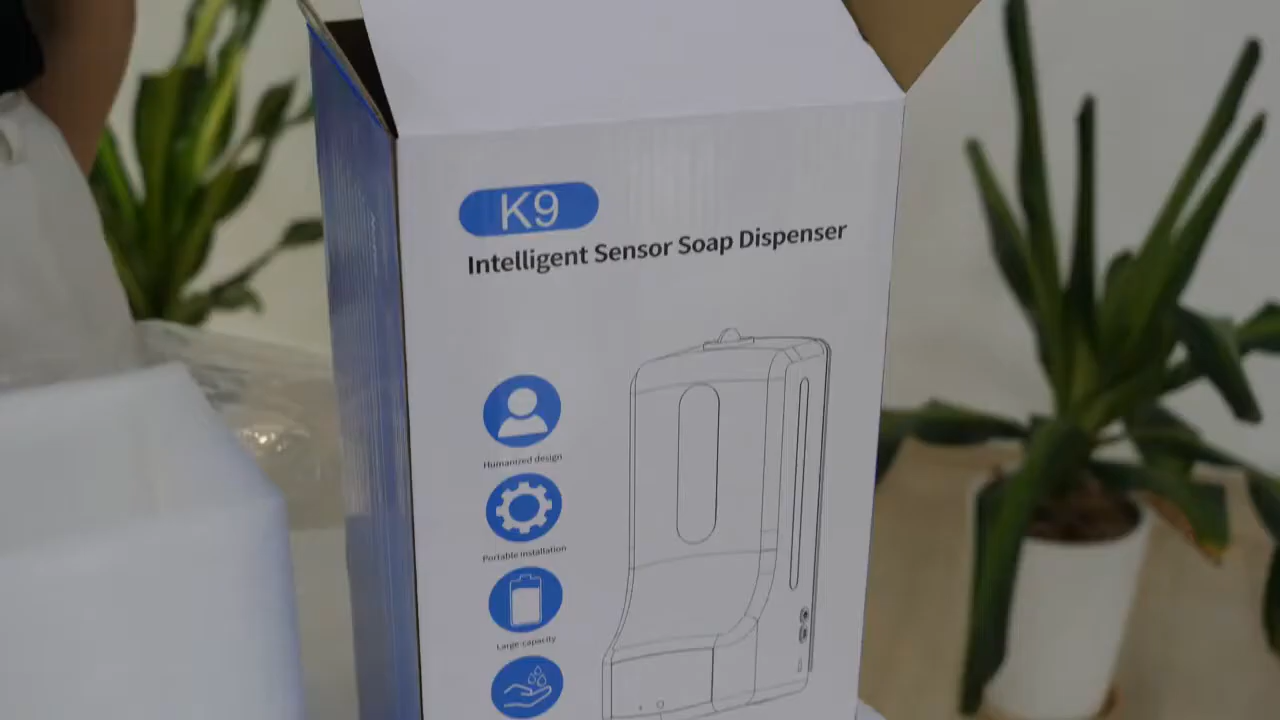 K9
Intelligent Sensor Soap Dispenser
Humanized design
Portable installation
Large-capacity